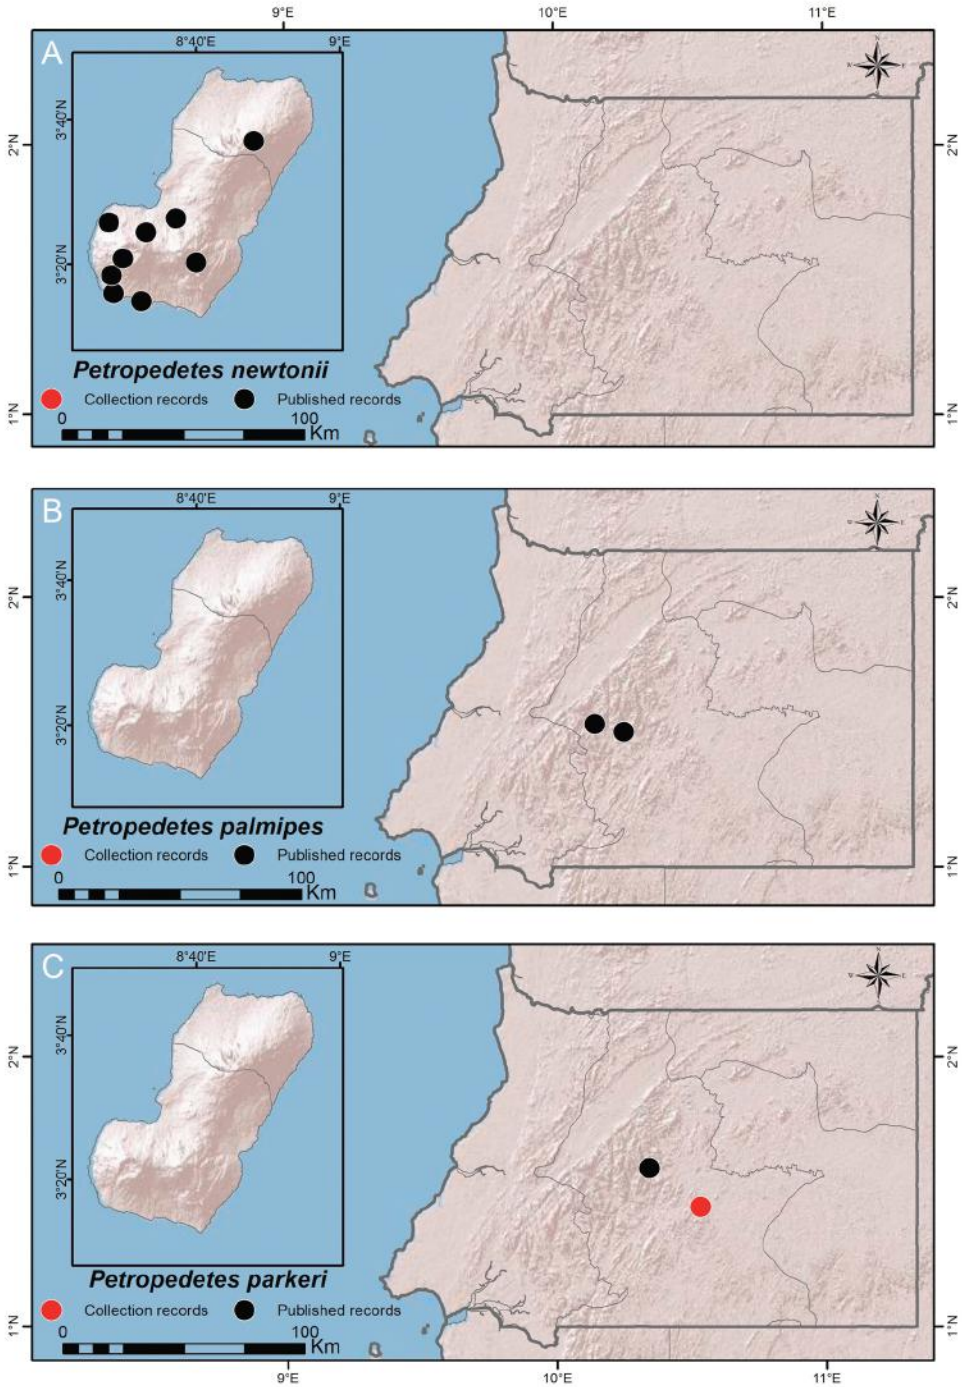 9°E 10°E 11°E
A
8°40'E 9°E
N
W E
3°40'N
2°N 2°N
3°20'N
Petropedetes newtonii
Collection records Published records
0 100
Km
1°N 1°N
B
8°40'E 9°E
N
W E
3°40'N
2°N 2°N
3°20'N
Petropedetes palmipes
Collection records Published records
0 100
Km
1°N 1°N
C
8°40'E 9°E
N
W E
3°40'N
2°N 2°N
3°20'N
Petropedetes parkeri
Collection records Published records
0 100
Km
1°N 1°N
9°E 10°E 11°E